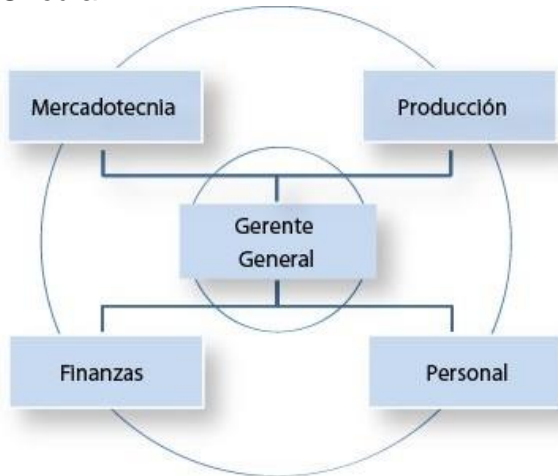 Mercadotecnia
Producción
Gerente
General
Finanzas
Personal